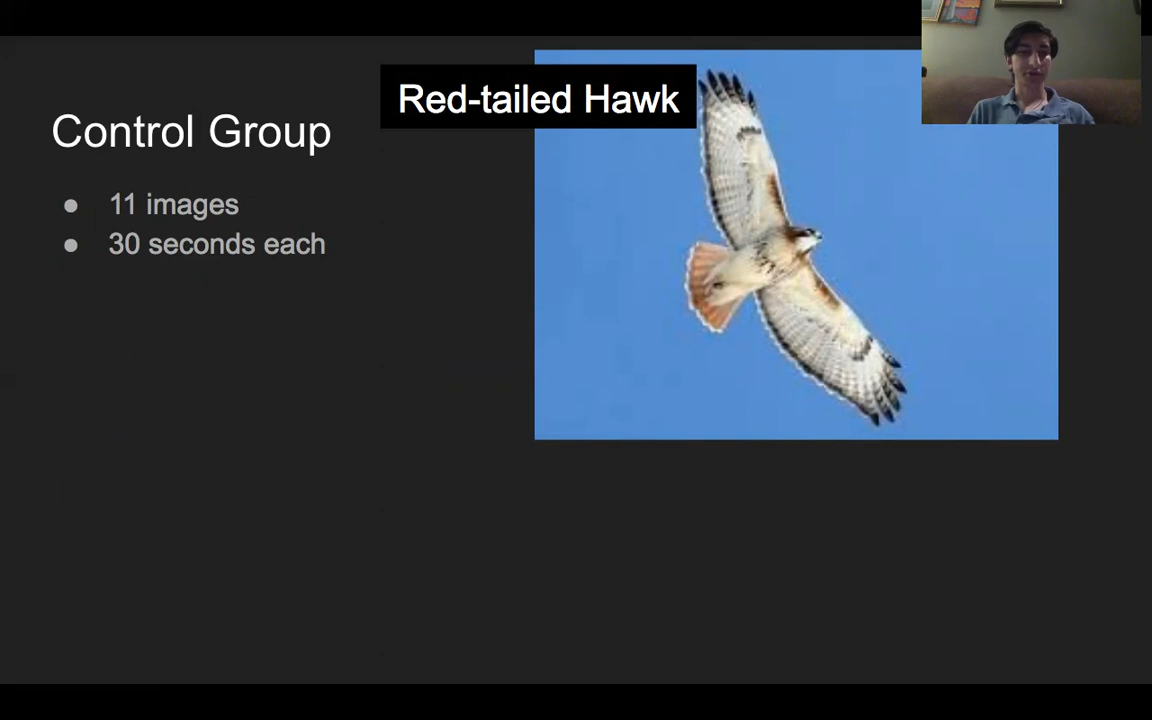 Red-tailed Hawk
Control Group
● 11 images
● 30 seconds each